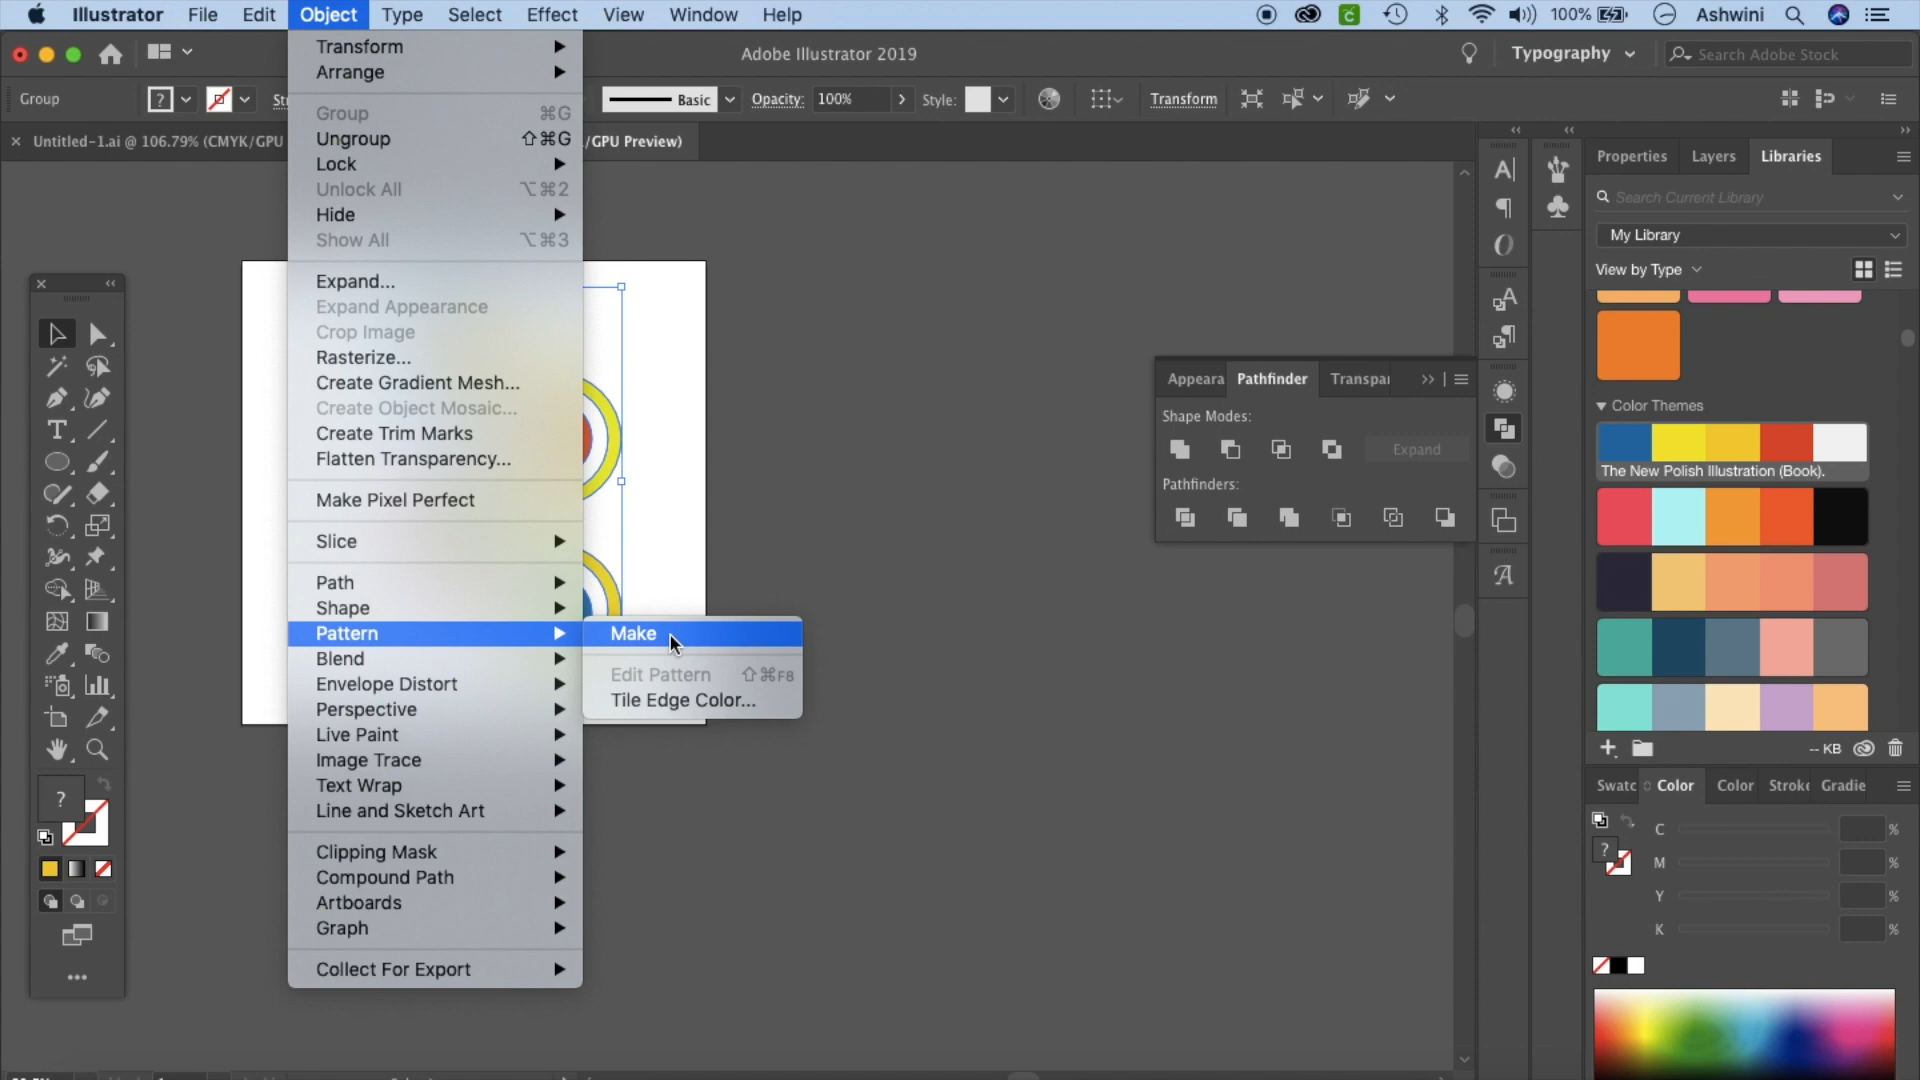 Illustrator File Edit Object Type Select Effect View Window Help 100% Ashwini
Adobe Illustrator 2019 Typography Search Adobe Stock
Group ? Basic Opacity: 100% Style: Transform
Untitled-1.ai @ 106.79% (CMYK/GPU /GPU Preview)
Transform
Arrange
Group ⌘G
Ungroup ⇧⌘G
Lock
Unlock All ⌥⌘2
Hide
Show All ⌥⌘3
Expand...
Expand Appearance
Crop Image
Rasterize...
Create Gradient Mesh...
Create Object Mosaic...
Create Trim Marks
Flatten Transparency...
Make Pixel Perfect
Slice
Path
Shape
Pattern
Blend
Envelope Distort
Perspective
Live Paint
Image Trace
Text Wrap
Line and Sketch Art
Clipping Mask
Compound Path
Artboards
Graph
Collect For Export
Make
Edit Pattern ⇧⌘F8
Tile Edge Color...
Appeara Pathfinder Transpar
Shape Modes:
Expand
Pathfinders:
Properties Layers Libraries
Search Current Library
My Library
View by Type
Color Themes
The New Polish Illustration (Book).
-- KB
Swatc Color Color Stroke Gradie
C %
M %
Y %
K %